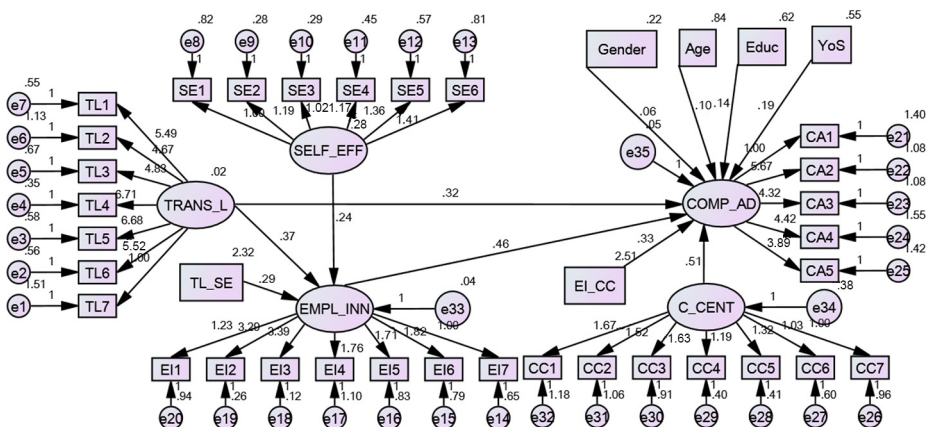 .82 .28 .29 .45 .57 .81
e8 e9 e10 e11 e12 e13
1 1 1 1 1 1
SE1 SE2 SE3 SE4 SE5 SE6
1.00 1.19 1.02 1.17 1.36 1.41
.28
SELF_EFF
.22 .84 .62 .55
Gender Age Educ YoS
.06 .10 .14 .19
.05
e35
1
.55
e7 1 TL1
1.13
e6 1 TL2
.67
e5 1 TL3
.35
e4 1 TL4
.58
e3 1 TL5
.56
e2 1 TL6
1.51
e1 1 TL7
5.49
4.67
4.83
6.71
6.68
5.52
1.00
.02
TRANS_L
.32
.24
.37
.46
COMP_AD
1.00
5.67
4.32
4.42
3.89
CA1 1 e21 1.40
CA2 1 e22 1.08
CA3 1 e23 1.08
CA4 1 e24 1.55
CA5 1 e25 1.42
2.32
TL_SE
.29
EMPL_INN
1
.04
e33
2.51
EI_CC
.33
.51
C_CENT
1
.38
e34
1.23 3.29 3.39 1.76 1.71 1.82 1.00
EI1 EI2 EI3 EI4 EI5 EI6 EI7
1 1 1 1 1 1 1
.94 .26 .12 1.10 .83 .79 .65
e20 e19 e18 e17 e16 e15 e14
1.67 1.52 1.63 1.19 1.32 1.03 1.00
CC1 CC2 CC3 CC4 CC5 CC6 CC7
1 1 1 1 1 1 1
1.18 1.06 .91 .40 .41 .60 .96
e32 e31 e30 e29 e28 e27 e26